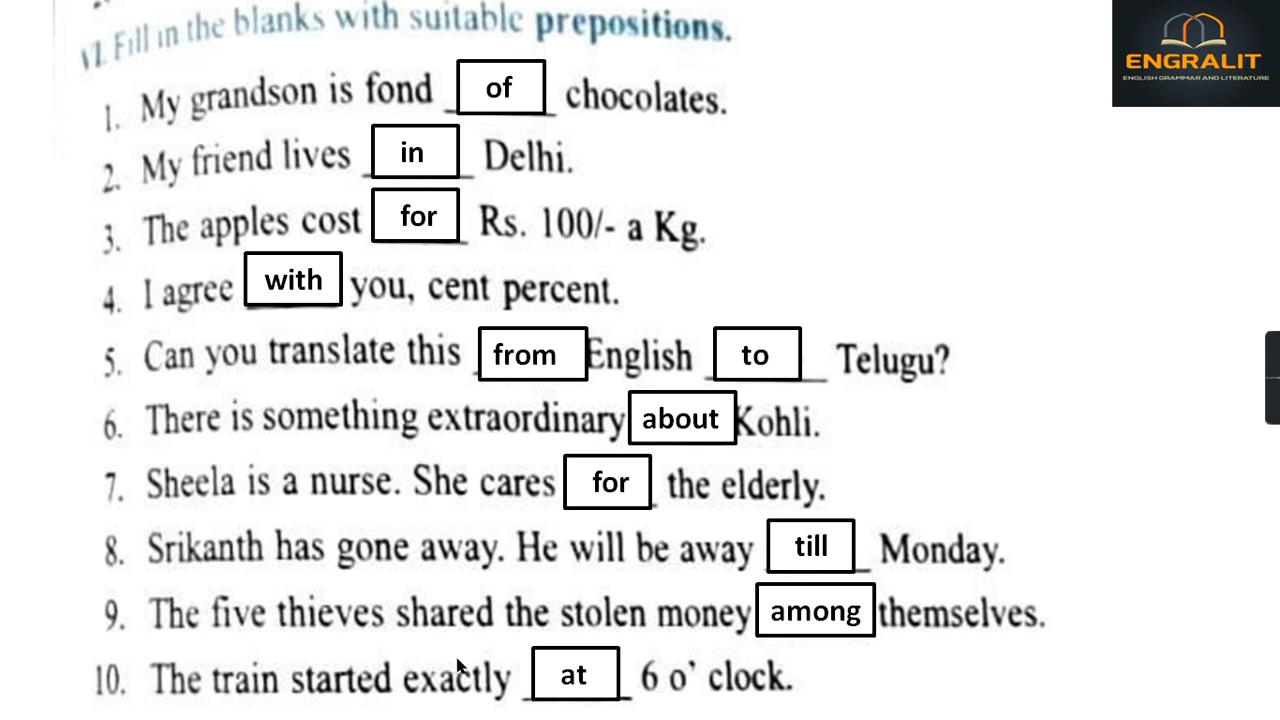 VI. Fill in the blanks with suitable prepositions.
ENGRALIT
ENGLISH GRAMMAR AND LITERATURE
1. My grandson is fond of chocolates.
2. My friend lives in Delhi.
3. The apples cost for Rs. 100/- a Kg.
4. I agree with you, cent percent.
5. Can you translate this from English to Telugu?
6. There is something extraordinary about Kohli.
7. Sheela is a nurse. She cares for the elderly.
8. Srikanth has gone away. He will be away till Monday.
9. The five thieves shared the stolen money among themselves.
10. The train started exactly at 6 o' clock.